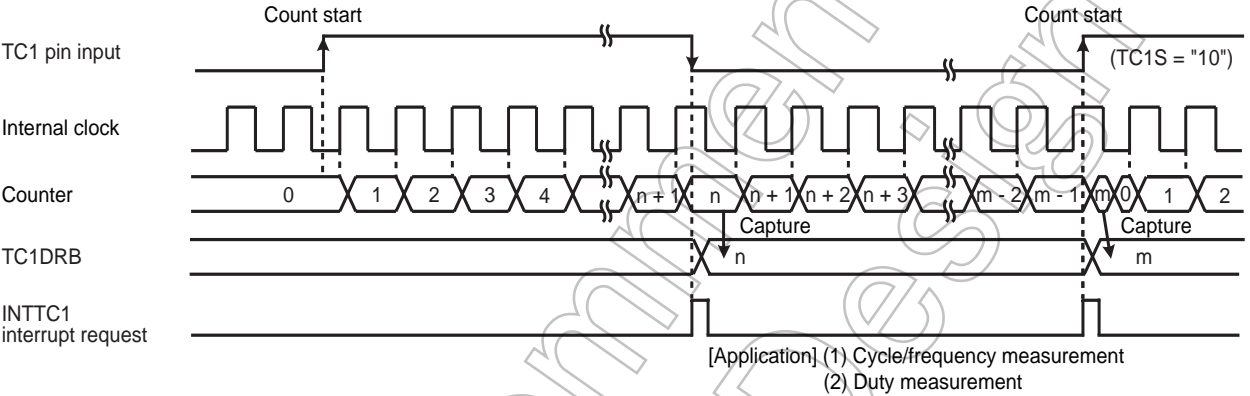 Count start
Count start
TC1 pin input
(TC1S = "10")
Internal clock
Counter
0 1 2 3 4 n + 1 n n + 1 n + 2 n + 3 m - 2 m - 1 m 0 1 2
Capture
Capture
TC1DRB
n
m
INTTC1
interrupt request
[Application] (1) Cycle/frequency measurement
(2) Duty measurement